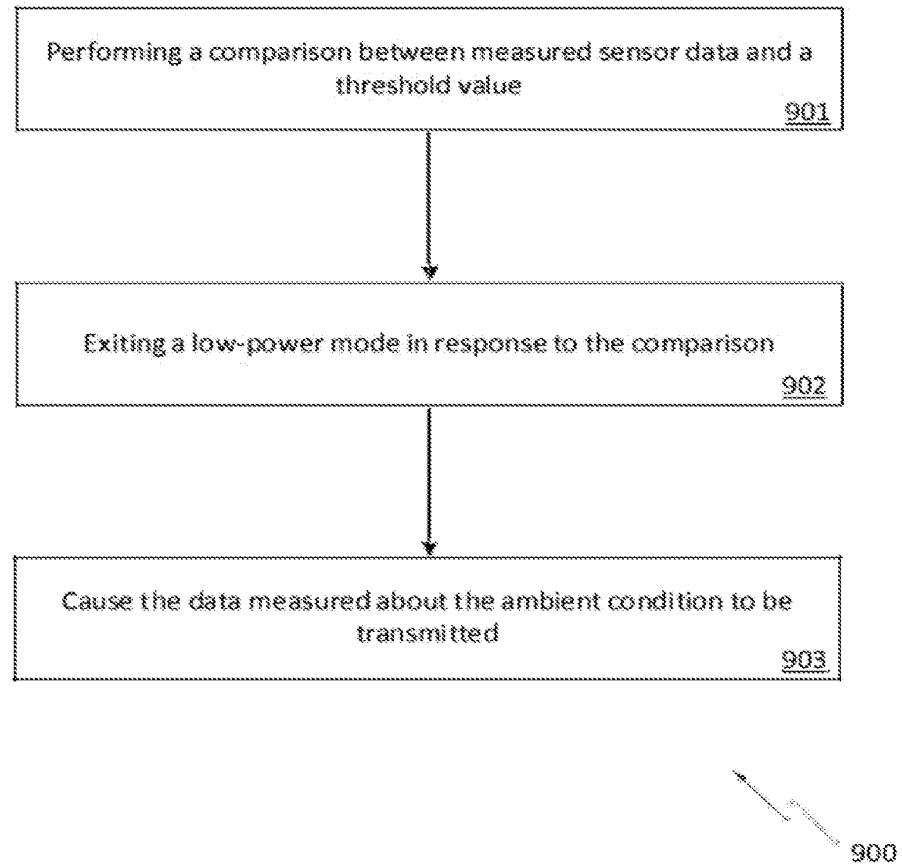 Performing a comparison between measured sensor data and a
threshold value
901
Exiting a low-power mode in response to the comparison
902
Cause the data measured about the ambient condition to be
transmitted
903
900